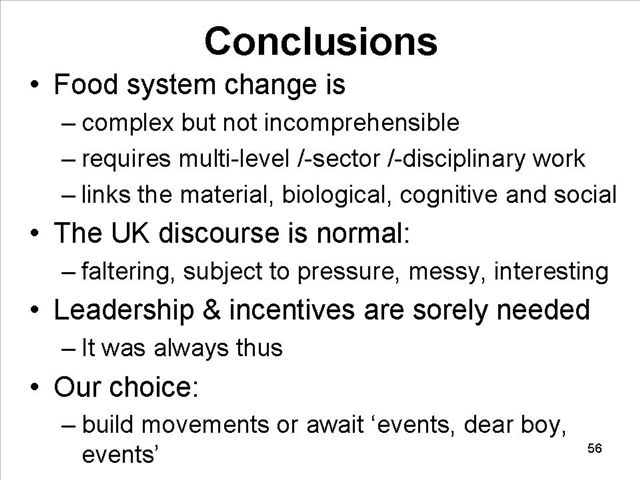 Conclusions
• Food system change is
– complex but not incomprehensible
– requires multi-level /-sector /-disciplinary work
– links the material, biological, cognitive and social
• The UK discourse is normal:
– faltering, subject to pressure, messy, interesting
• Leadership & incentives are sorely needed
– It was always thus
• Our choice:
– build movements or await ‘events, dear boy,
events’
56